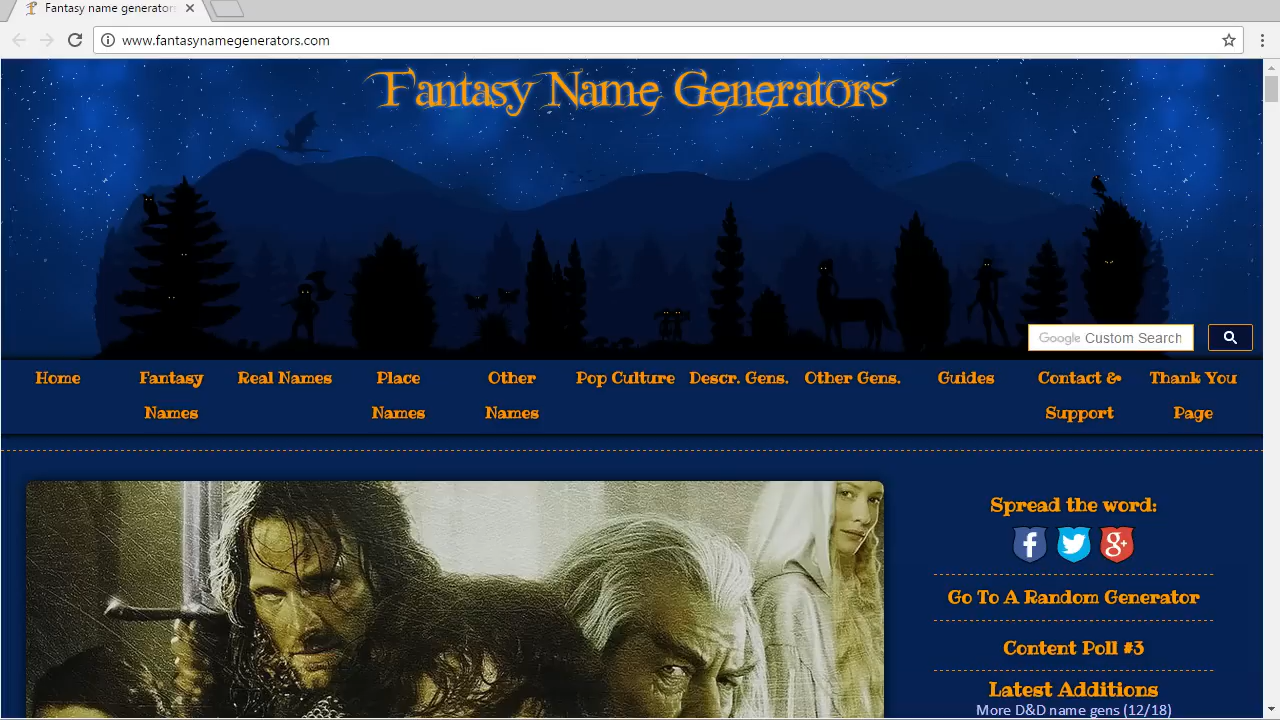 Fantasy name generators
www.fantasynamegenerators.com
Fantasy Name Generators
Google Custom Search
Home
Fantasy
Names
Real Names
Place
Names
Other
Names
Pop Culture
Descr. Gens.
Other Gens.
Guides
Contact &
Support
Thank You
Page
Spread the word:
f
g+
Go To A Random Generator
Content Poll #3
Latest Additions
More D&D name gens (12/18)